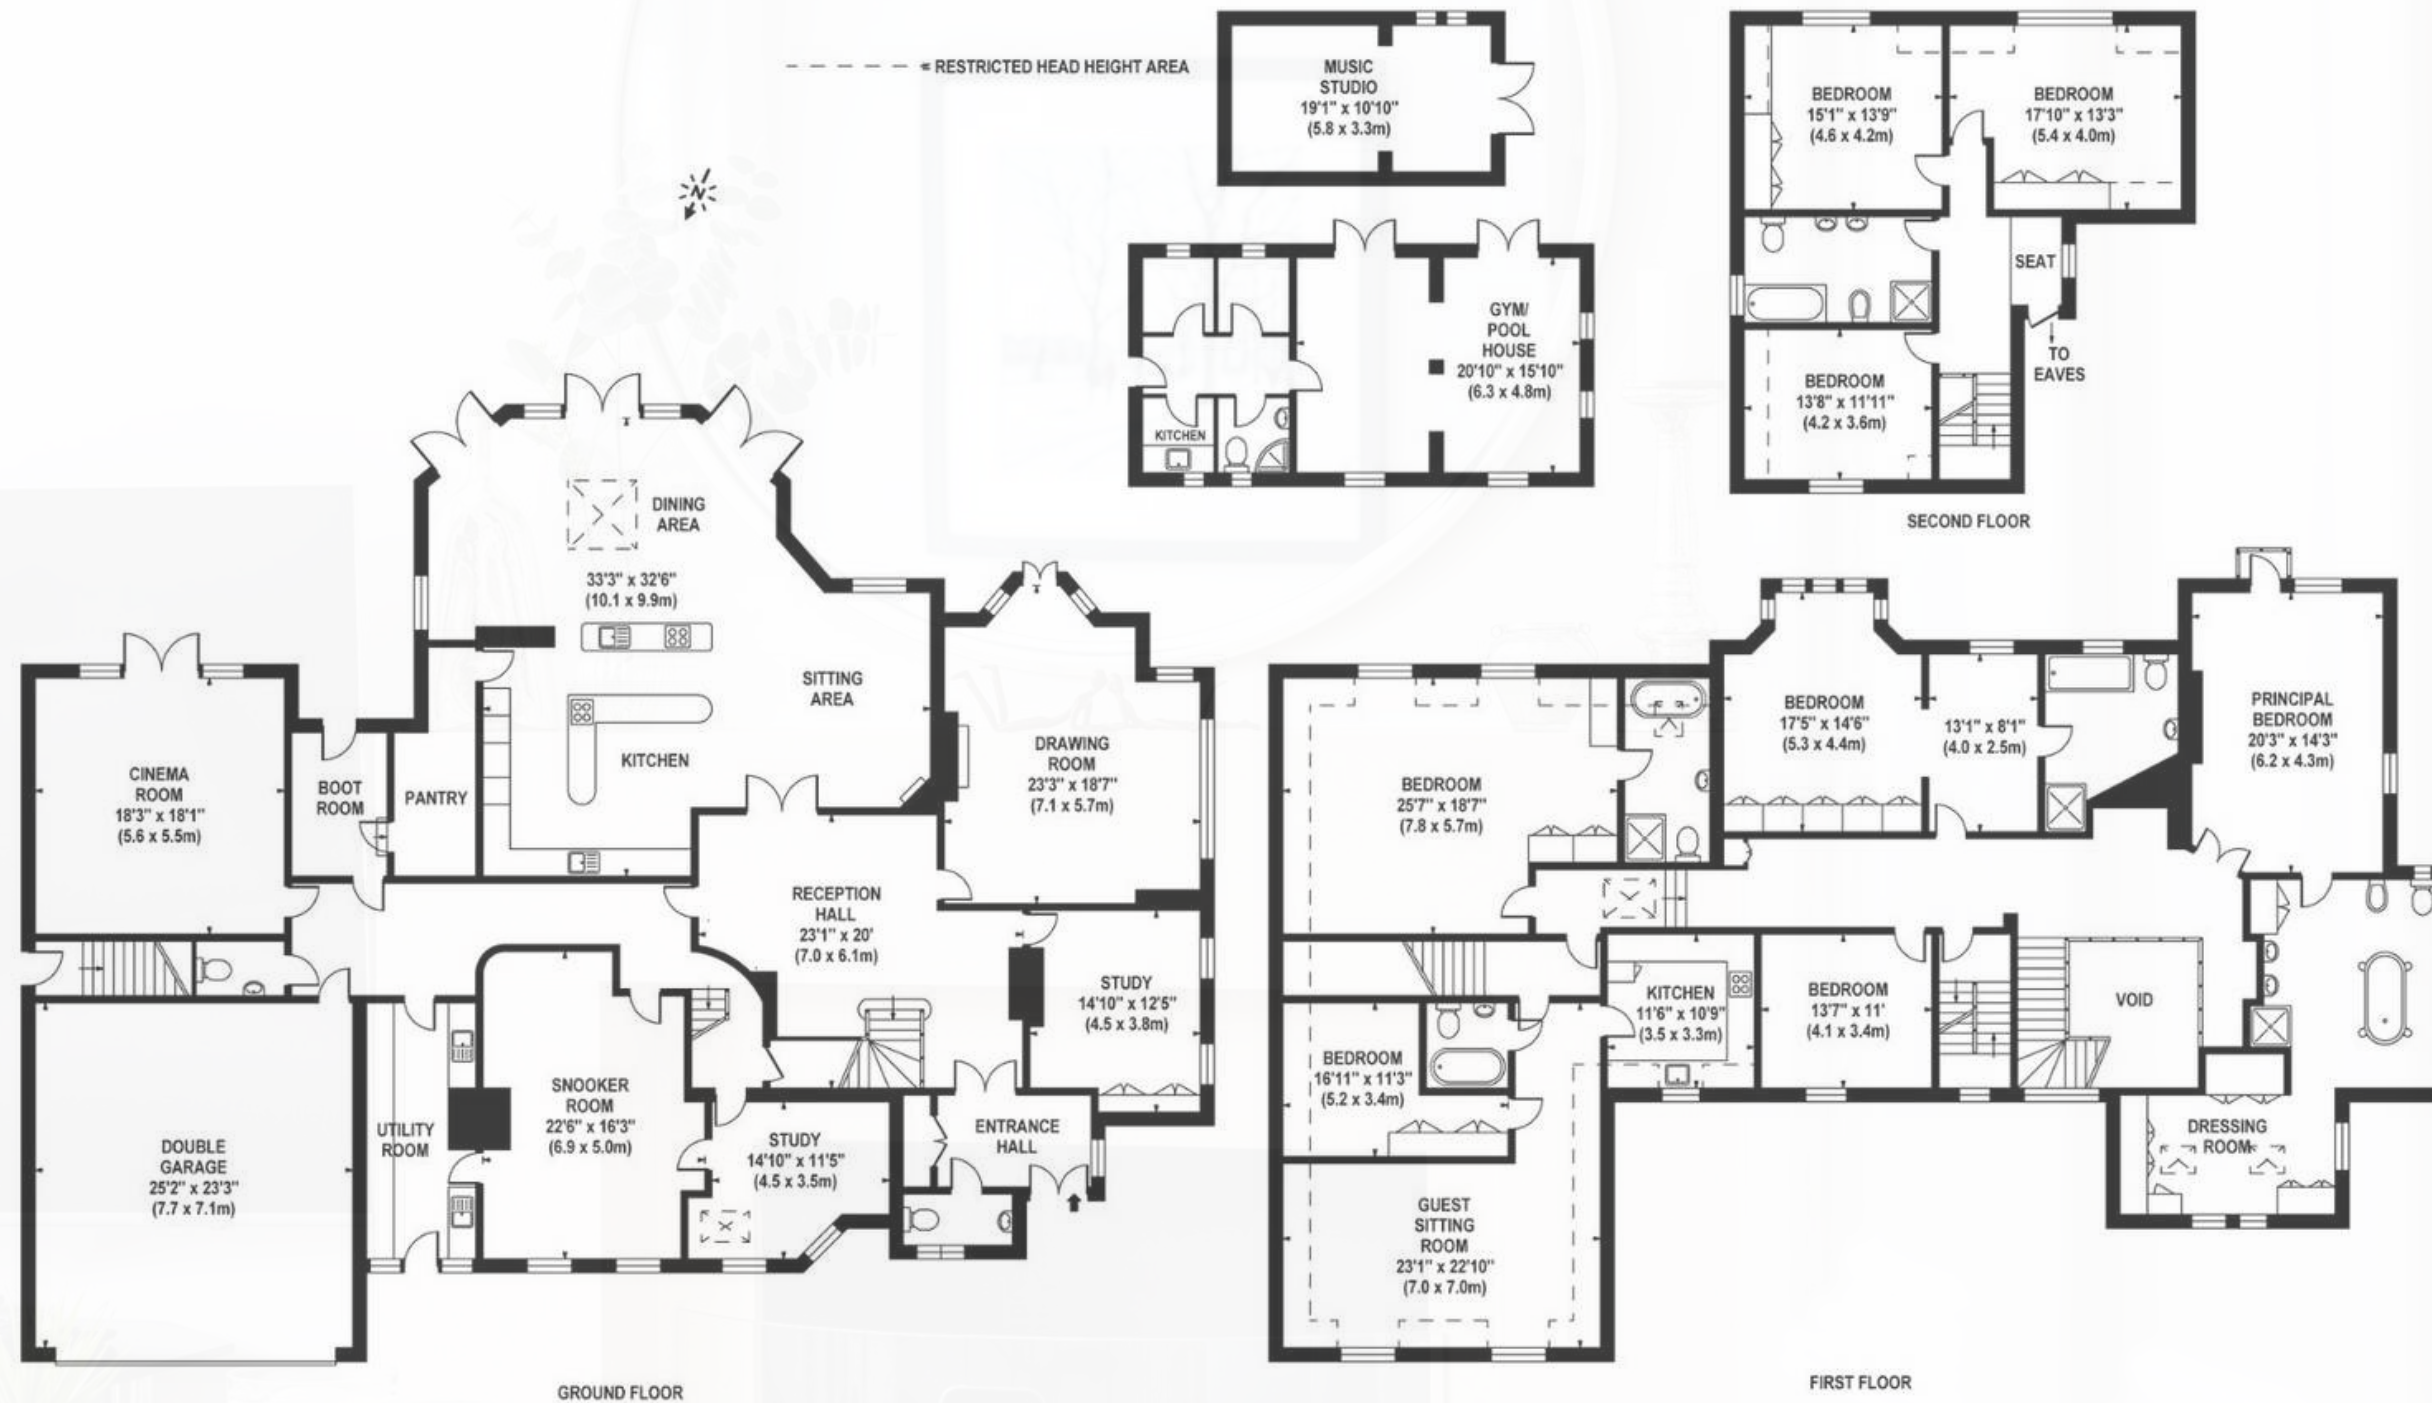 RESTRICTED HEAD HEIGHT AREA
N
MUSIC
STUDIO
19'1" x 10'10"
(5.8 x 3.3m)
GYM/
POOL
HOUSE
20'10" x 15'10"
(6.3 x 4.8m)
KITCHEN
BEDROOM
15'1" x 13'9"
(4.6 x 4.2m)
BEDROOM
17'10" x 13'3"
(5.4 x 4.0m)
SEAT
TO
EAVES
BEDROOM
13'8" x 11'11"
(4.2 x 3.6m)
SECOND FLOOR
DINING
AREA
33'3" x 32'6"
(10.1 x 9.9m)
SITTING
AREA
KITCHEN
CINEMA
ROOM
18'3" x 18'1"
(5.6 x 5.5m)
BOOT
ROOM
PANTRY
DRAWING
ROOM
23'3" x 18'7"
(7.1 x 5.7m)
RECEPTION
HALL
23'1" x 20'
(7.0 x 6.1m)
STUDY
14'10" x 12'5"
(4.5 x 3.8m)
SNOOKER
ROOM
22'6" x 16'3"
(6.9 x 5.0m)
UTILITY
ROOM
DOUBLE
GARAGE
25'2" x 23'3"
(7.7 x 7.1m)
STUDY
14'10" x 11'5"
(4.5 x 3.5m)
ENTRANCE
HALL
GROUND FLOOR
BEDROOM
25'7" x 18'7"
(7.8 x 5.7m)
BEDROOM
17'5" x 14'6"
(5.3 x 4.4m)
13'1" x 8'1"
(4.0 x 2.5m)
PRINCIPAL
BEDROOM
20'3" x 14'3"
(6.2 x 4.3m)
KITCHEN
11'6" x 10'9"
(3.5 x 3.3m)
BEDROOM
13'7" x 11'
(4.1 x 3.4m)
VOID
BEDROOM
16'11" x 11'3"
(5.2 x 3.4m)
DRESSING
ROOM
GUEST
SITTING
ROOM
23'1" x 22'10"
(7.0 x 7.0m)
FIRST FLOOR